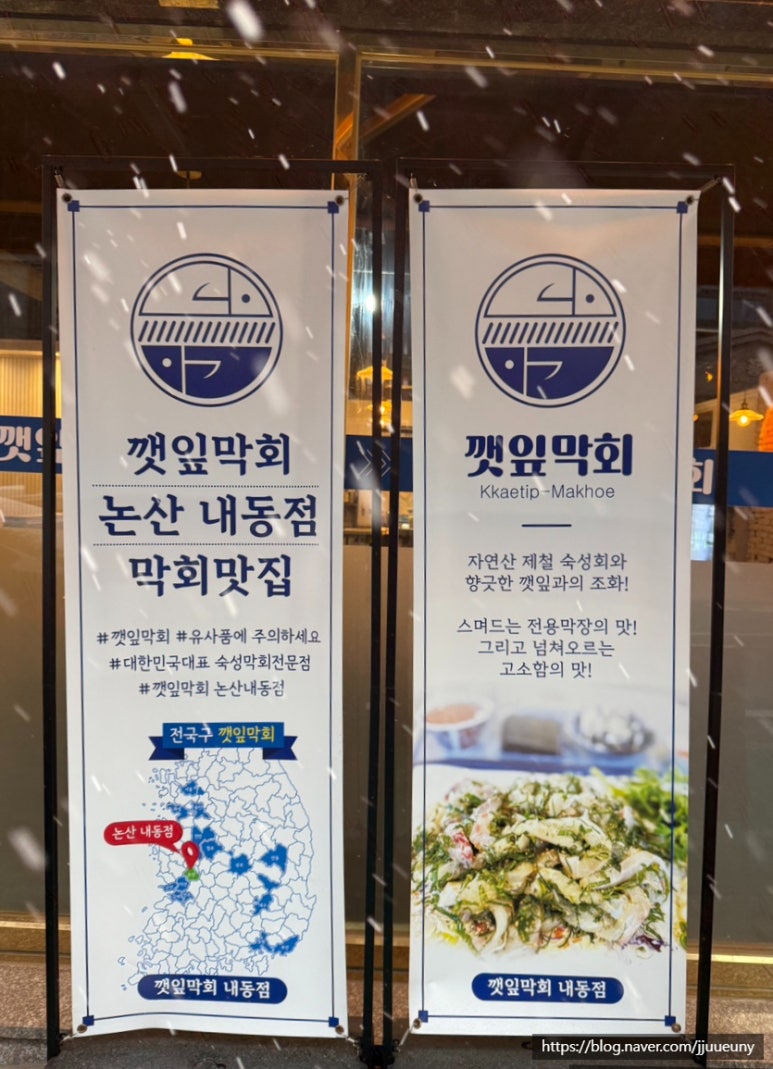 깻잎막회
논산 내동점
막회맛집
#깻잎막회 #유사품에 주의하세요
#대한민국대표 숙성막회전문점
#깻잎막회 논산내동점
전국구 깻잎막회
논산 내동점
깻잎막회 내동점
깻잎막회
Kkaetip-Makhoe
자연산 제철 숙성회와
향긋한 깻잎과의 조화!
스며드는 전용막장의 맛!
그리고 넘쳐오르는
고소함의 맛!
깻잎막회 내동점
깻잎
회
https://blog.naver.com/jjuueuny